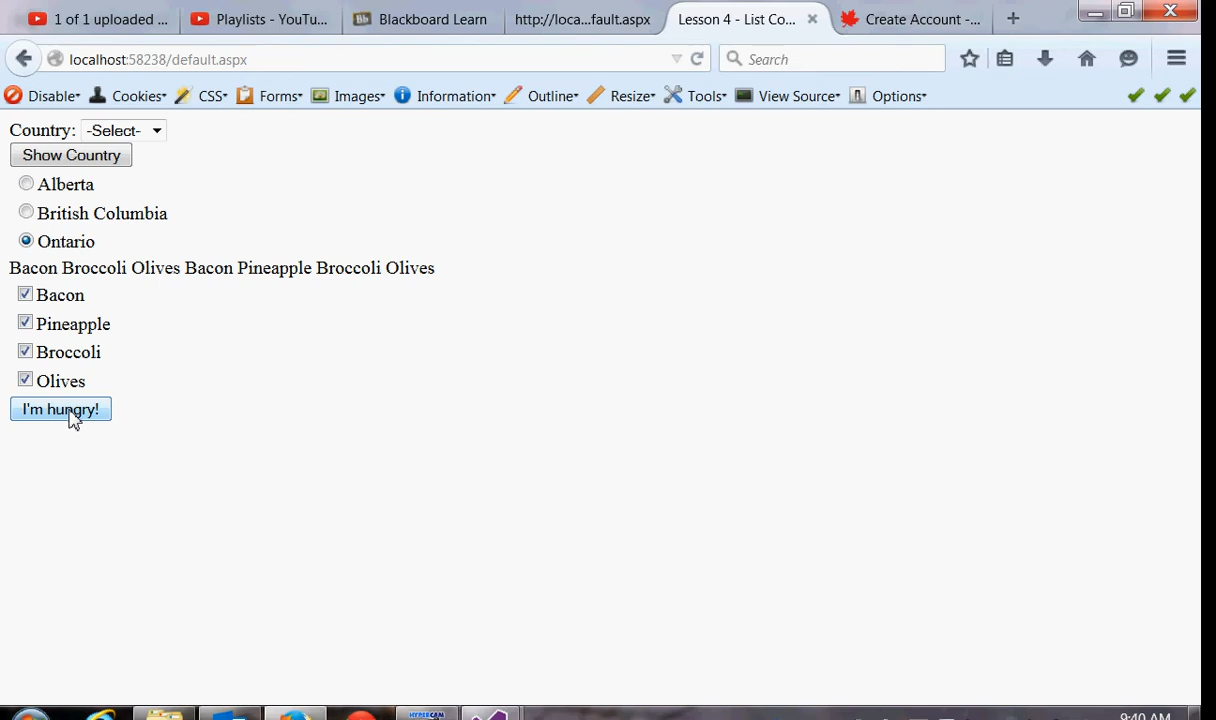 1 of 1 uploaded ...
Playlists - YouTu...
Blackboard Learn
http://loca...fault.aspx
Lesson 4 - List Co...
Create Account -...
localhost:58238/default.aspx
Search
Disable Cookies CSS Forms Images Information Outline Resize Tools View Source Options
Country: -Select-
Show Country
Alberta
British Columbia
Ontario
Bacon Broccoli Olives Bacon Pineapple Broccoli Olives
Bacon
Pineapple
Broccoli
Olives
I'm hungry!
HYPERCAM
9:40 AM